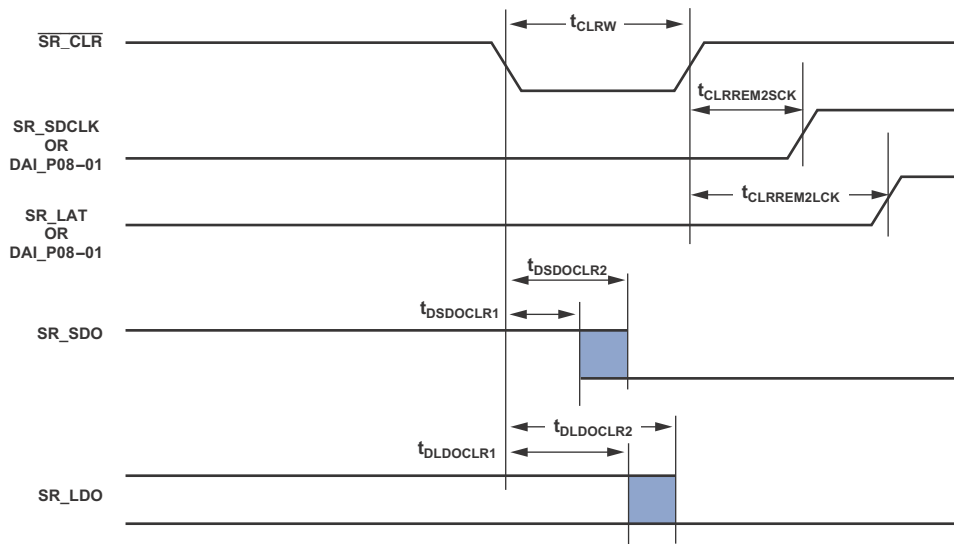 SR_CLR
tCLRW
SR_SDCLK
OR
DAI_P08–01
tCLRREM2SCK
SR_LAT
OR
DAI_P08–01
tCLRREM2LCK
tDSDOCLR2
tDSDOCLR1
SR_SDO
tDLDOCLR2
tDLDOCLR1
SR_LDO